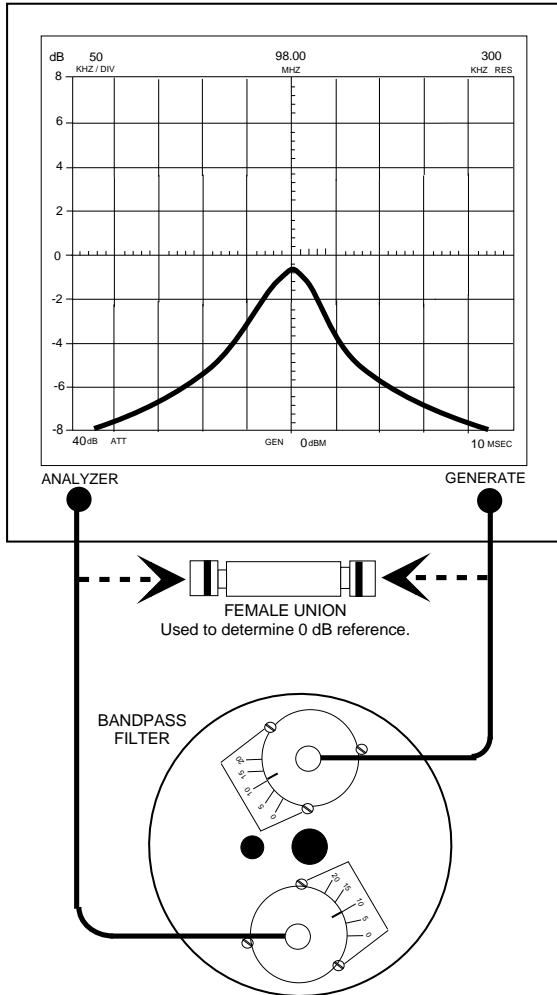 dB 50 98.00 300
KHZ / DIV MHZ KHZ RES
8
6
4
2
0
-2
-4
-6
-8
40dB ATT GEN 0dBM 10 MSEC
ANALYZER GENERATE
FEMALE UNION
Used to determine 0 dB reference.
BANDPASS
FILTER
20
15
10
5
0
20
15
10
5
0